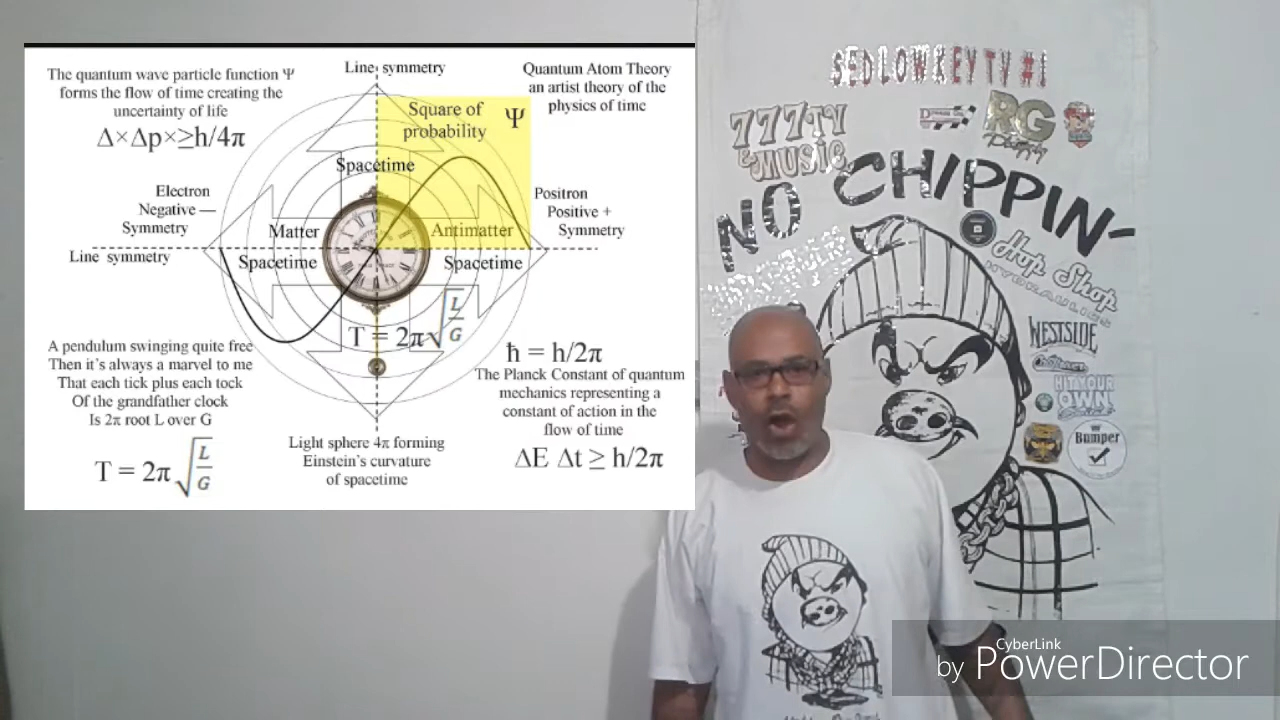 The quantum wave particle function Ψ
forms the flow of time creating the
uncertainty of life
Δ×Δp×≥h/4π
Line symmetry
Quantum Atom Theory
an artist theory of the
physics of time
Square of
probability
Ψ
Spacetime
Electron
Negative —
Symmetry
Positron
Positive +
Symmetry
Matter
Antimatter
Line symmetry
Spacetime
Spacetime
T = 2π√L/G
A pendulum swinging quite free
Then it's always a marvel to me
That each tick plus each tock
Of the grandfather clock
Is 2π root L over G
T = 2π√L/G
ħ = h/2π
The Planck Constant of quantum
mechanics representing a
constant of action in the
flow of time
ΔE Δt ≥ h/2π
Light sphere 4π forming
Einstein's curvature
of spacetime
SEDLOWKEYTV #1
777TV
&MUSIC
RG
NO CHIPPIN-
Hop Shop
HYDRAULICS
WESTSIDE
HIT YOUR
OWN
Bumper
CyberLink
by PowerDirector